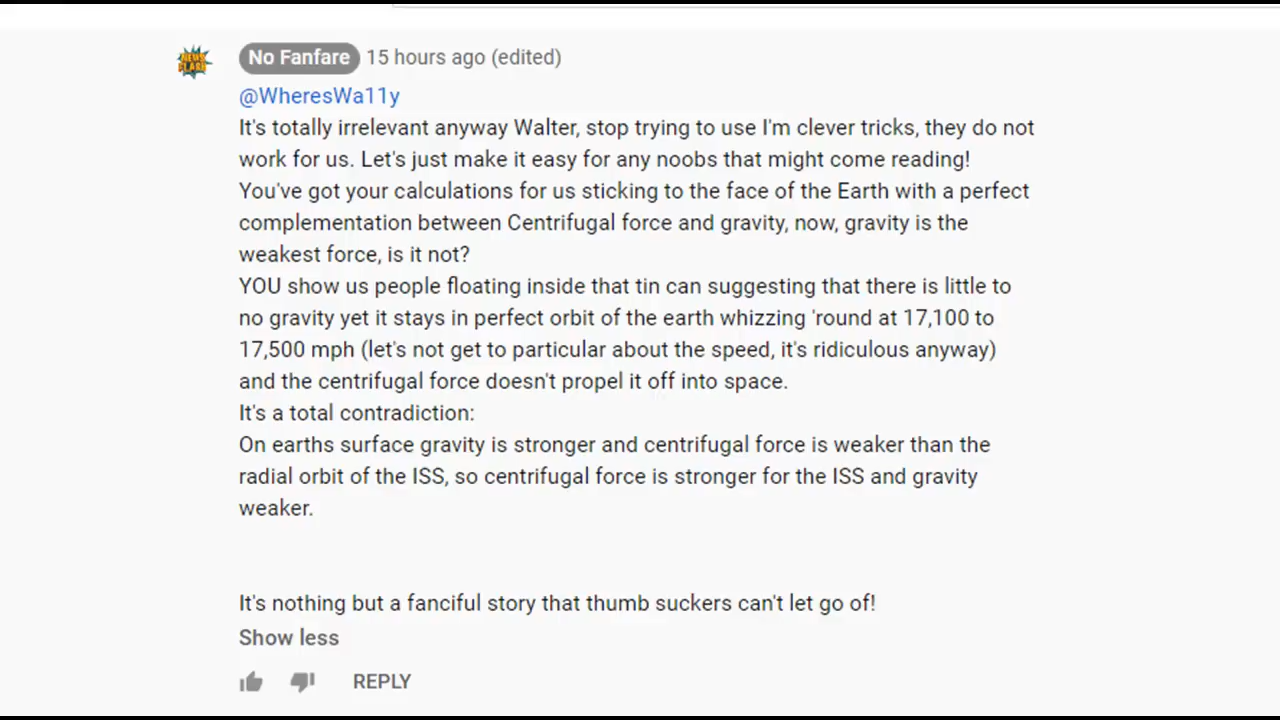 NEWS FLASH
No Fanfare 15 hours ago (edited)
@WheresWa11y
It's totally irrelevant anyway Walter, stop trying to use I'm clever tricks, they do not
work for us. Let's just make it easy for any noobs that might come reading!
You've got your calculations for us sticking to the face of the Earth with a perfect
complementation between Centrifugal force and gravity, now, gravity is the
weakest force, is it not?
YOU show us people floating inside that tin can suggesting that there is little to
no gravity yet it stays in perfect orbit of the earth whizzing 'round at 17,100 to
17,500 mph (let's not get to particular about the speed, it's ridiculous anyway)
and the centrifugal force doesn't propel it off into space.
It's a total contradiction:
On earths surface gravity is stronger and centrifugal force is weaker than the
radial orbit of the ISS, so centrifugal force is stronger for the ISS and gravity
weaker.
It's nothing but a fanciful story that thumb suckers can't let go of!
Show less
REPLY